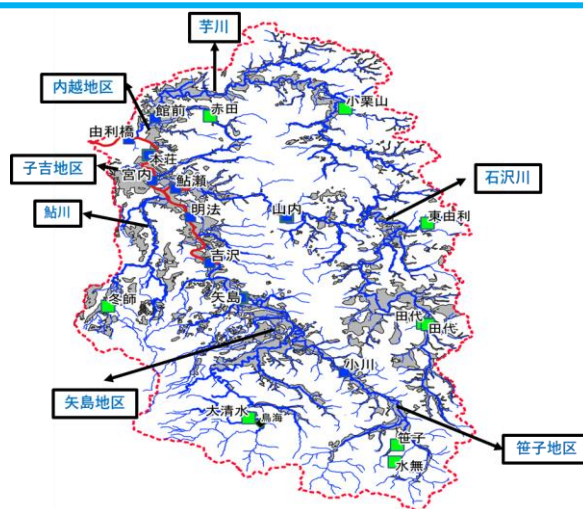 芋川
内越地区
館前
赤田
小栗山
由利橋
本荘
子吉地区
宮内
鮎瀬
石沢川
鮎川
明法
山内
東由利
吉沢
冬師
矢島
田代
田代
小川
矢島地区
大清水
鳥海
笹子
笹子地区
水無